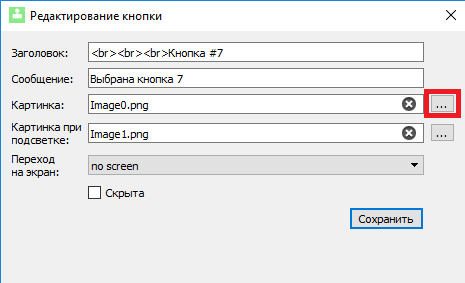 Редактирование кнопки
Заголовок: <br><br><br>Кнопка #7
Сообщение: Выбрана кнопка 7
Картинка: Image0.png ...
Картинка при
подсветке: Image1.png ...
Переход
на экран: no screen
Скрыта
Сохранить